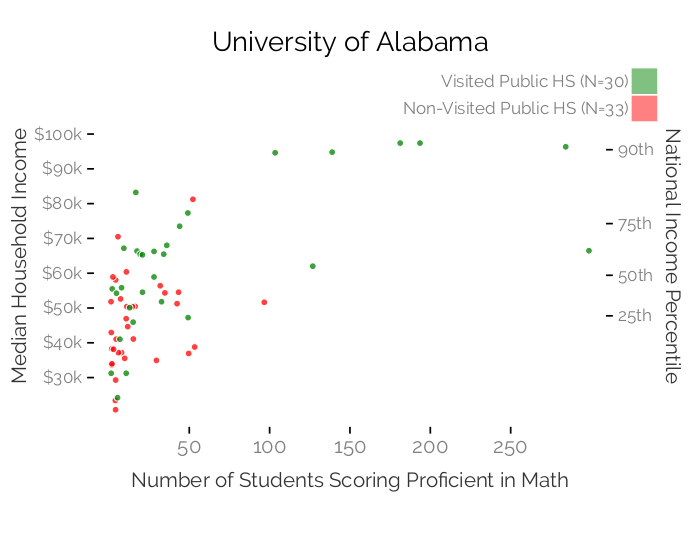 University of Alabama
Visited Public HS (N=30)
Non-Visited Public HS (N=33)
Median Household Income
$100k
$90k
$80k
$70k
$60k
$50k
$40k
$30k
90th
75th
50th
25th
National Income Percentile
50
100
150
200
250
Number of Students Scoring Proficient in Math